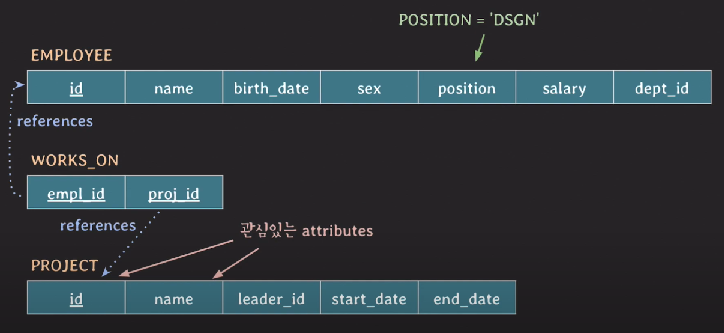 POSITION = 'DSGN'
EMPLOYEE
id name birth_date sex position salary dept_id
references
WORKS_ON
empl_id proj_id
references
관심있는 attributes
PROJECT
id name leader_id start_date end_date